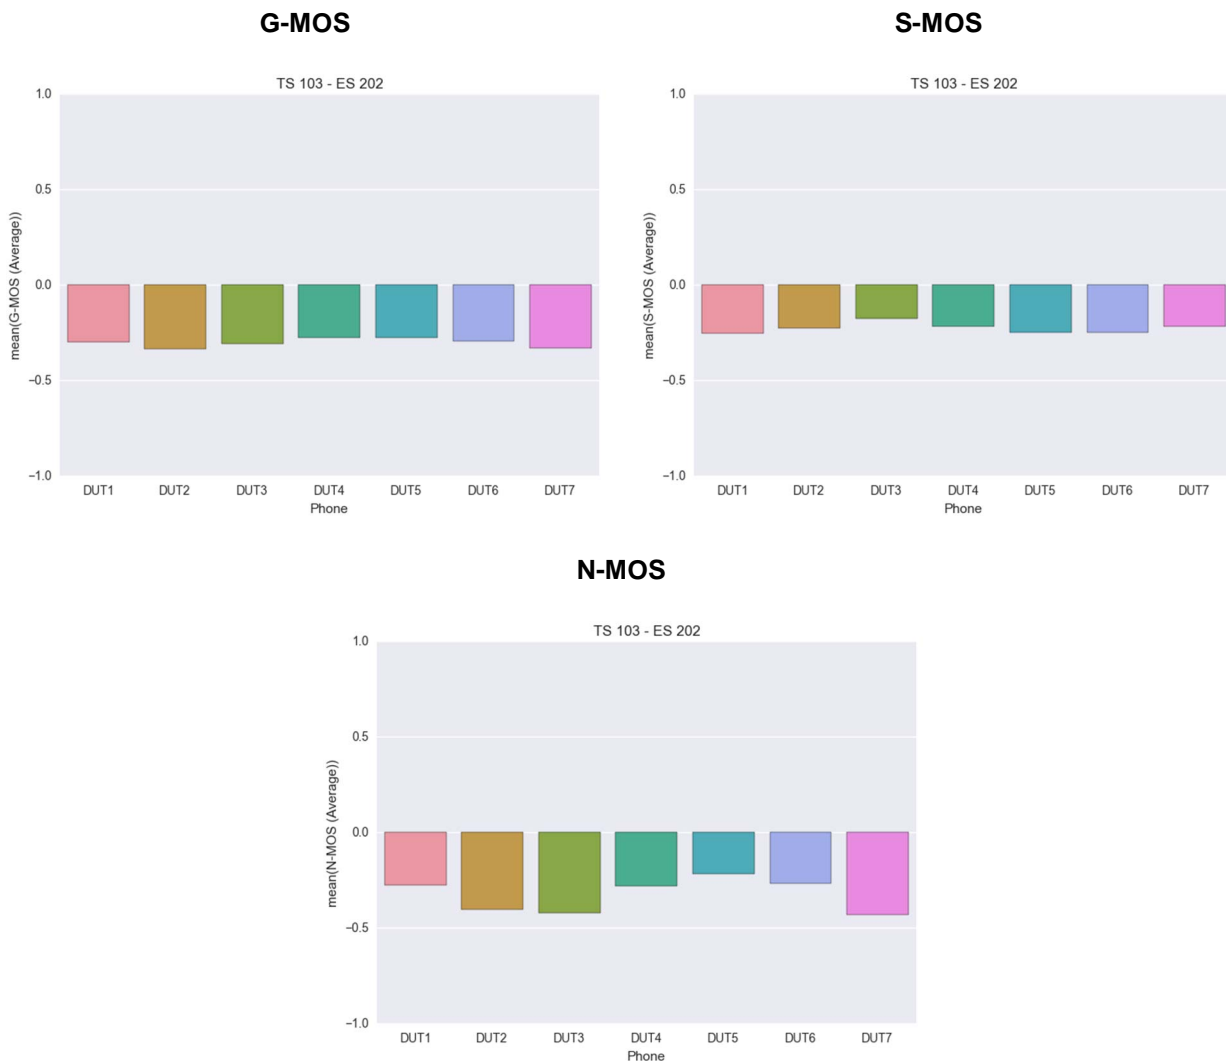 G-MOS
TS 103 - ES 202
mean(G-MOS (Average))
1.0
0.5
0.0
−0.5
−1.0
DUT1 DUT2 DUT3 DUT4 DUT5 DUT6 DUT7
Phone
S-MOS
TS 103 - ES 202
mean(S-MOS (Average))
1.0
0.5
0.0
−0.5
−1.0
DUT1 DUT2 DUT3 DUT4 DUT5 DUT6 DUT7
Phone
N-MOS
TS 103 - ES 202
mean(N-MOS (Average))
1.0
0.5
0.0
−0.5
−1.0
DUT1 DUT2 DUT3 DUT4 DUT5 DUT6 DUT7
Phone